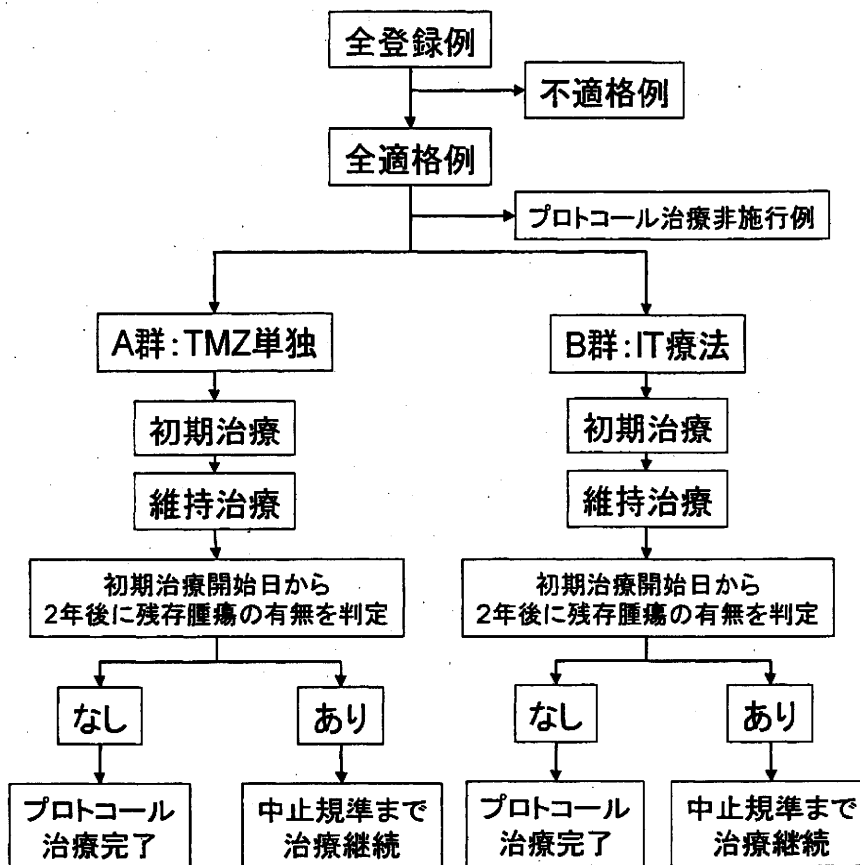 全登録例
不適格例
全適格例
プロトコール治療非施行例
A群:TMZ単独
B群:IT療法
初期治療
初期治療
維持治療
維持治療
初期治療開始日から
2年後に残存腫瘍の有無を判定
初期治療開始日から
2年後に残存腫瘍の有無を判定
なし
あり
なし
あり
プロトコール
治療完了
中止規準まで
治療継続
プロトコール
治療完了
中止規準まで
治療継続